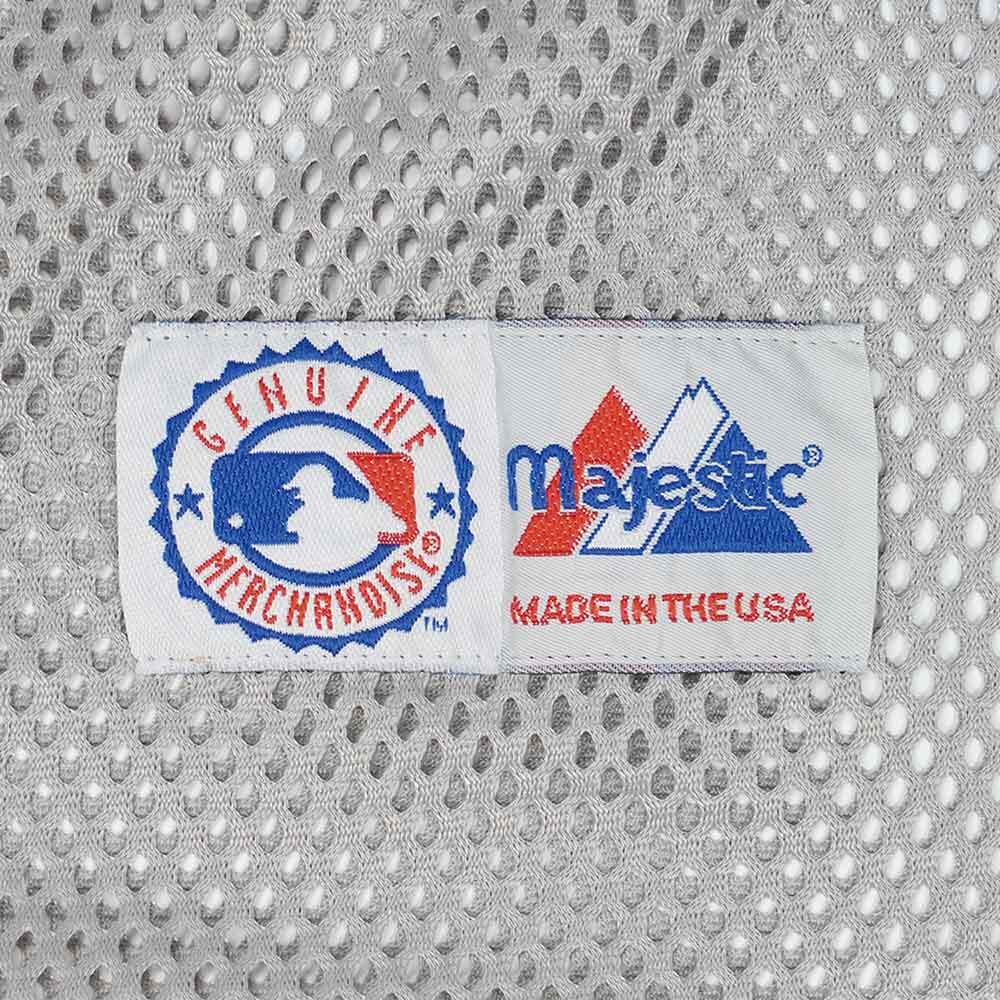 GENUINE
MERCHANDISE®
TM
Majestic®
MADE IN THE USA